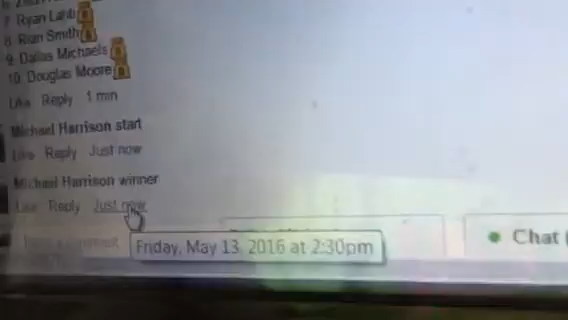 7. Ryan Lahti
8. Rian Smith
9. Dallas Michaels
10. Douglas Moore
Like Reply 1 min
Michael Harrison start
Like Reply Just now
Michael Harrison winner
Like Reply Just now
Friday, May 13, 2016 at 2:30pm
Chat